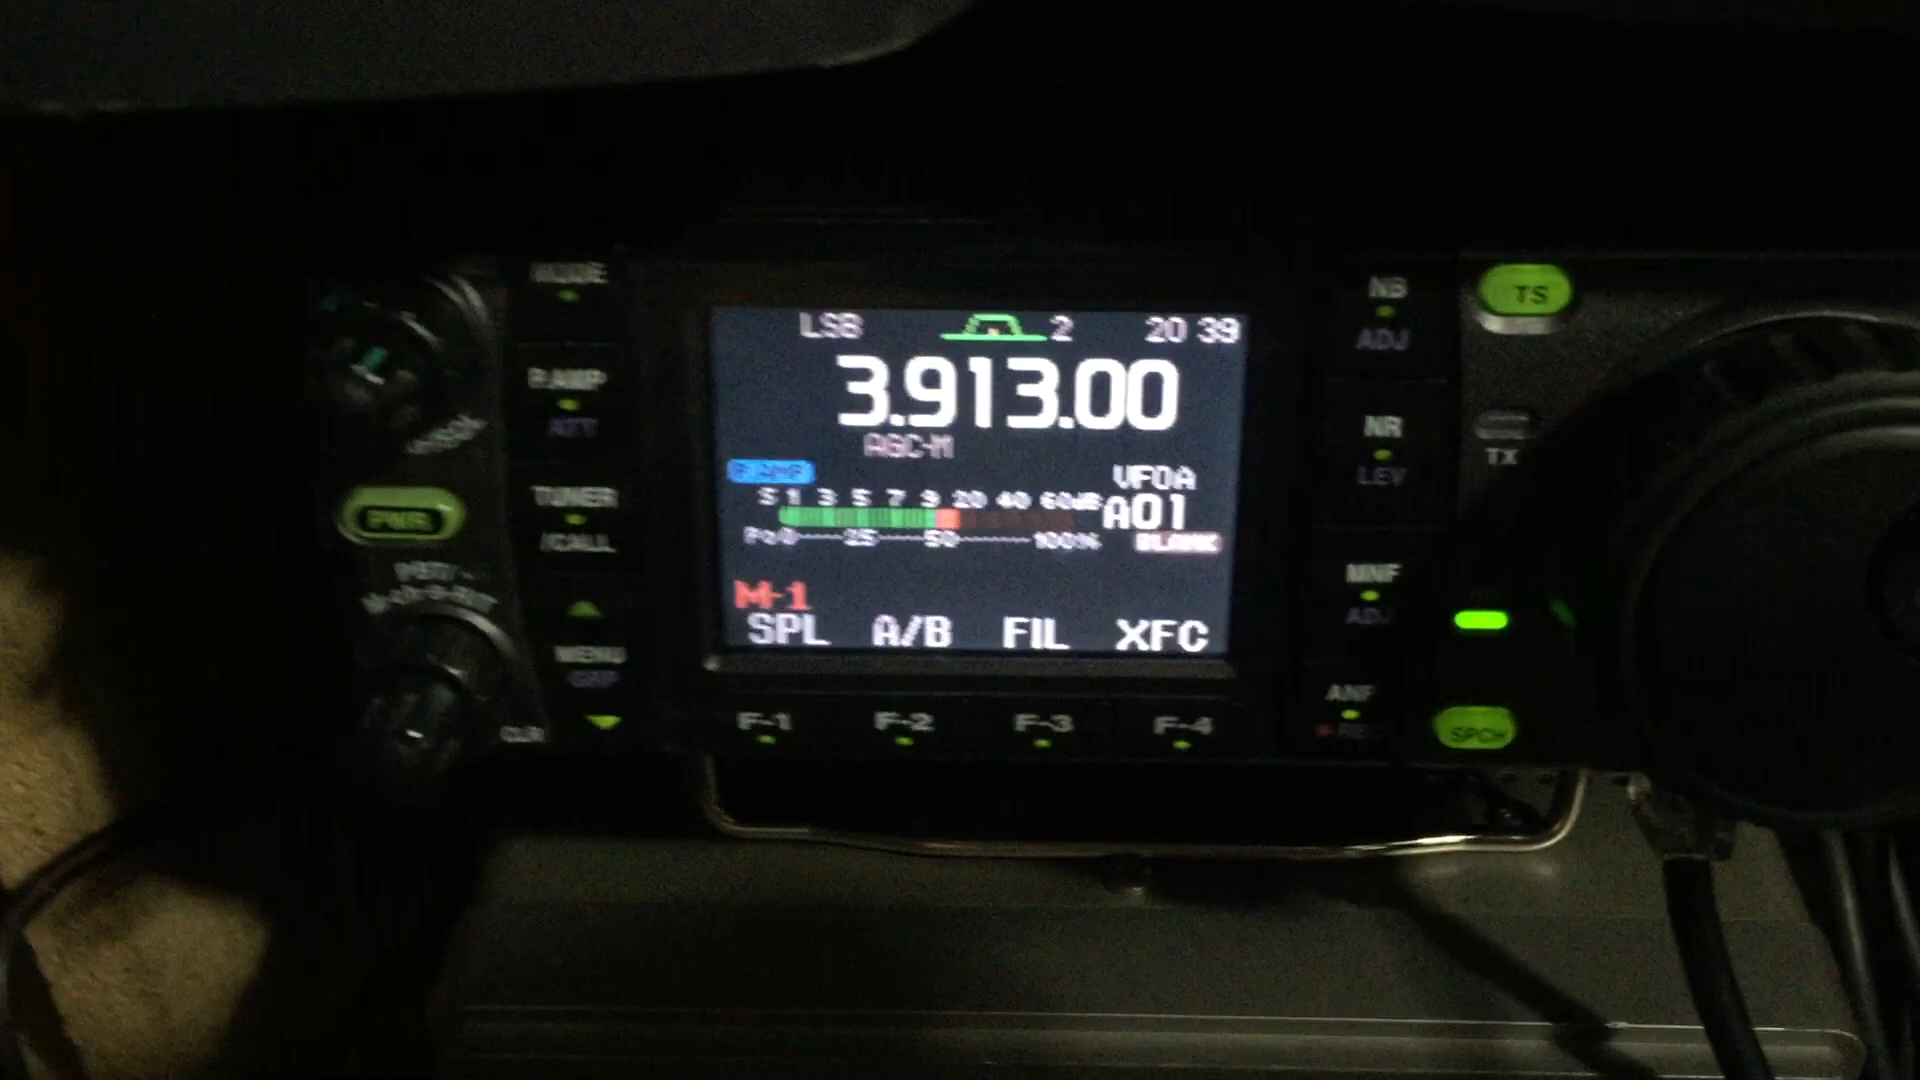 MODE
P.AMP
ATT
PWR
TUNER
/CALL
MENU
GRP
CLR
LSB 2 20 39
3.913.00
AGC-M
P.AMP
VFOA
S 1 3 5 7 9 20 40 60dB
A01
Po0 25 50 100%
BLANK
M-1
SPL A/B FIL XFC
F-1 F-2 F-3 F-4
NB
ADJ
NR
LEV
MNF
ADJ
ANF
REC
TS
TX
SPCH